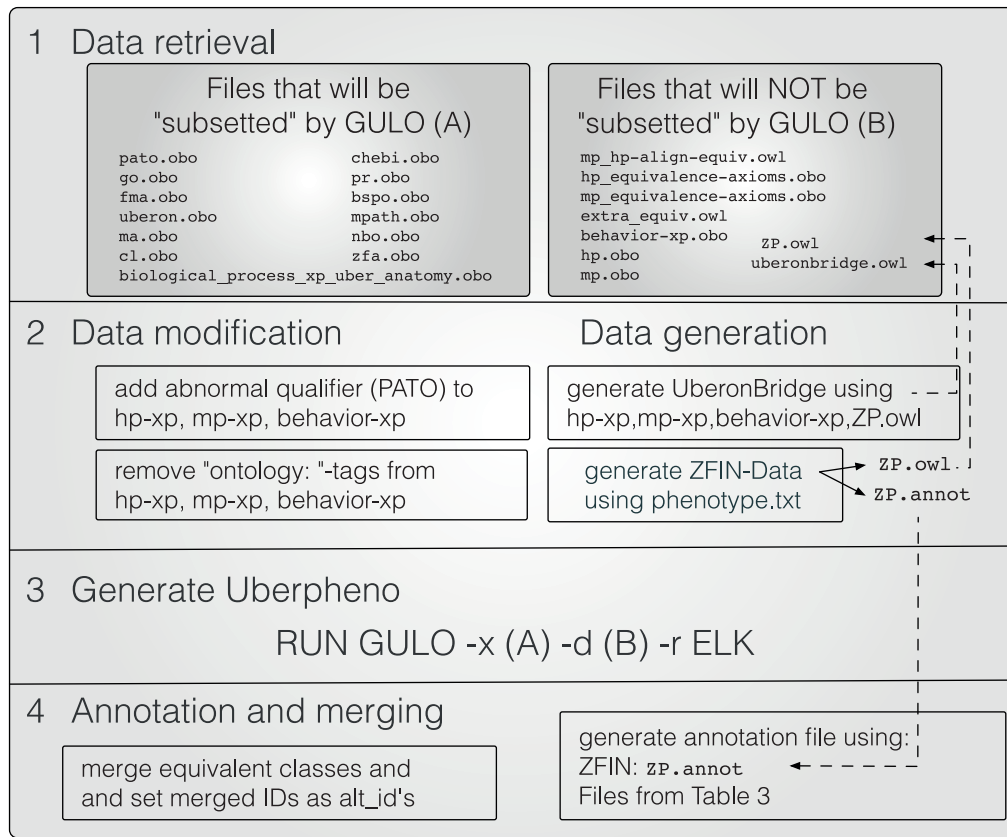 1 Data retrieval
Files that will be
"subsetted" by GULO (A)
pato.obo
go.obo
fma.obo
uberon.obo
ma.obo
cl.obo
chebi.obo
pr.obo
bspo.obo
mpath.obo
nbo.obo
zfa.obo
biological_process_xp_uber_anatomy.obo
Files that will NOT be
"subsetted" by GULO (B)
mp_hp-align-equiv.owl
hp_equivalence-axioms.obo
mp_equivalence-axioms.obo
extra_equiv.owl
behavior-xp.obo
hp.obo
mp.obo
ZP.owl
uberonbridge.owl
2 Data modification
add abnormal qualifier (PATO) to
hp-xp, mp-xp, behavior-xp
remove "ontology: "-tags from
hp-xp, mp-xp, behavior-xp
Data generation
generate UberonBridge using
hp-xp,mp-xp,behavior-xp,ZP.owl
generate ZFIN-Data
using phenotype.txt
ZP.owl
ZP.annot
3 Generate Uberpheno
RUN GULO -x (A) -d (B) -r ELK
4 Annotation and merging
merge equivalent classes and
and set merged IDs as alt_id's
generate annotation file using:
ZFIN: ZP.annot
Files from Table 3